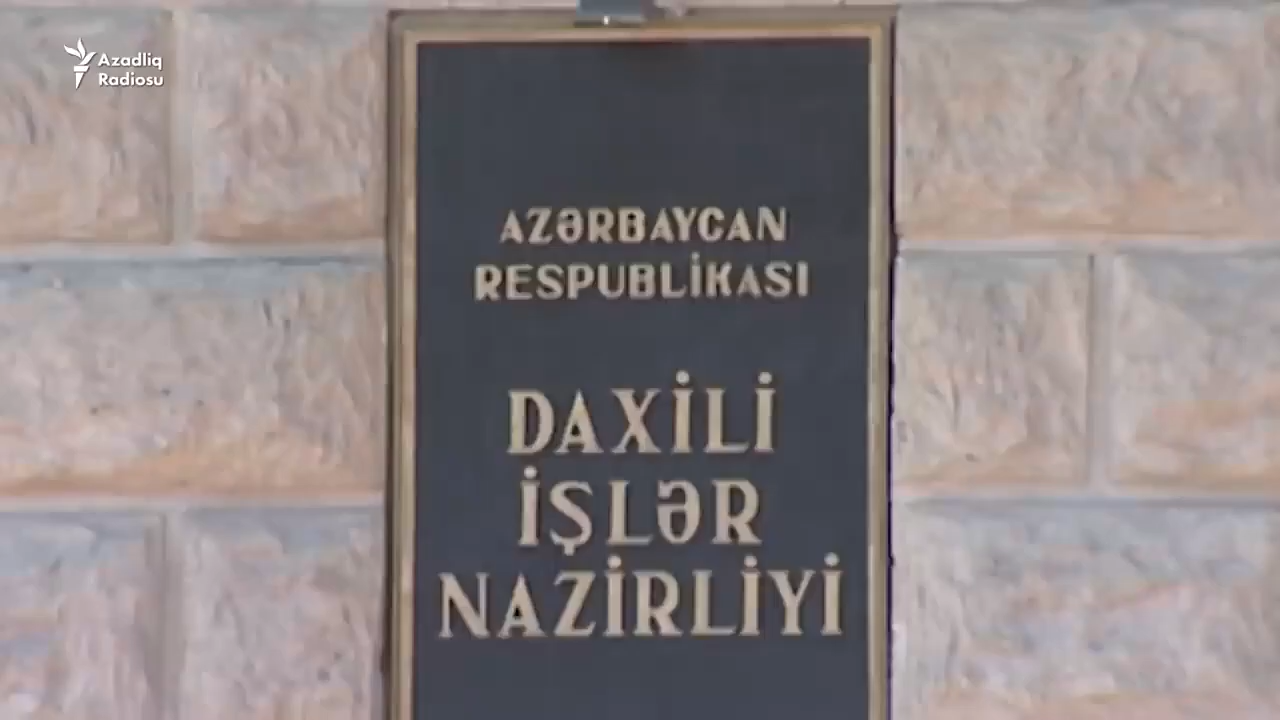 Azadlıq
Radiosu
AZƏRBAYCAN
RESPUBLİKASI
DAXİLİ
İŞLƏR
NAZİRLİYİ